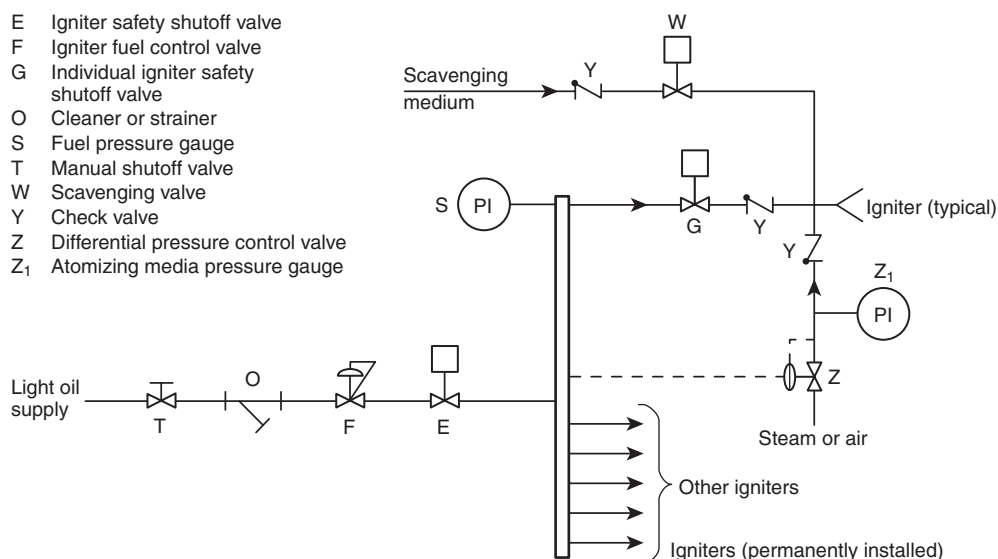 E Igniter safety shutoff valve
F Igniter fuel control valve
G Individual igniter safety
shutoff valve
O Cleaner or strainer
S Fuel pressure gauge
T Manual shutoff valve
W Scavenging valve
Y Check valve
Z Differential pressure control valve
Z₁ Atomizing media pressure gauge
W
Scavenging
medium
Y
S
PI
G
Y
Igniter (typical)
Y
Z₁
PI
Z
Steam or air
Light oil
supply
T
O
F
E
Other igniters
Igniters (permanently installed)